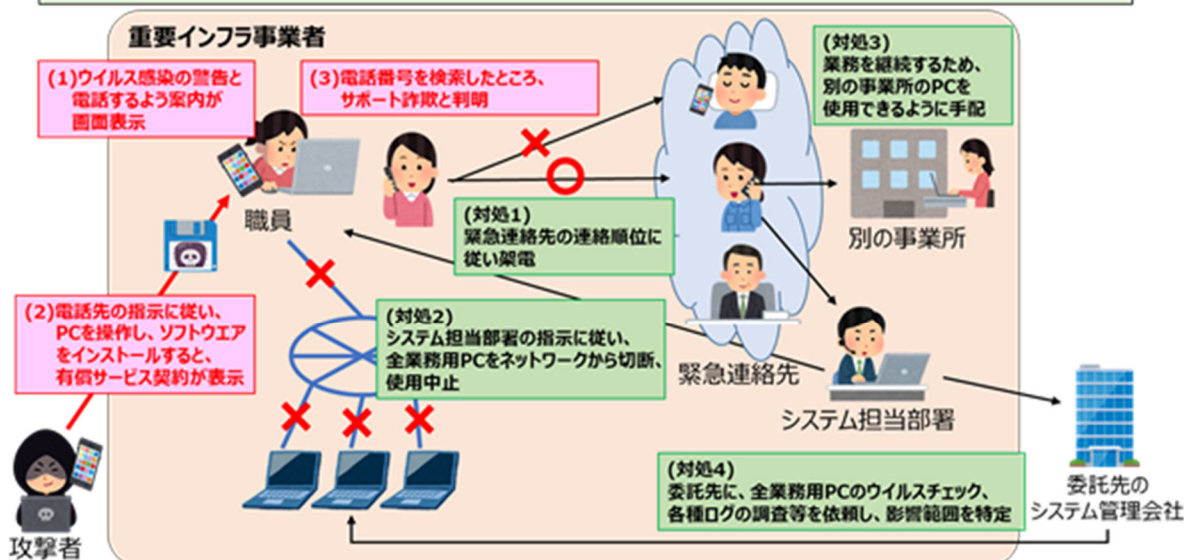 重要インフラ事業者
(1)ウイルス感染の警告と
電話するよう案内が
画面表示
(3)電話番号を検索したところ、
サポート詐欺と判明
(対処3)
業務を継続するため、
別の事業所のPCを
使用できるように手配
職員
(対処1)
緊急連絡先の連絡順位に
従い架電
別の事業所
(2)電話先の指示に従い、
PCを操作し、ソフトウエア
をインストールすると、
有償サービス契約が表示
(対処2)
システム担当部署の指示に従い、
全業務用PCをネットワークから切断、
使用中止
緊急連絡先
システム担当部署
(対処4)
委託先に、全業務用PCのウイルスチェック、
各種ログの調査等を依頼し、影響範囲を特定
委託先の
システム管理会社
攻撃者